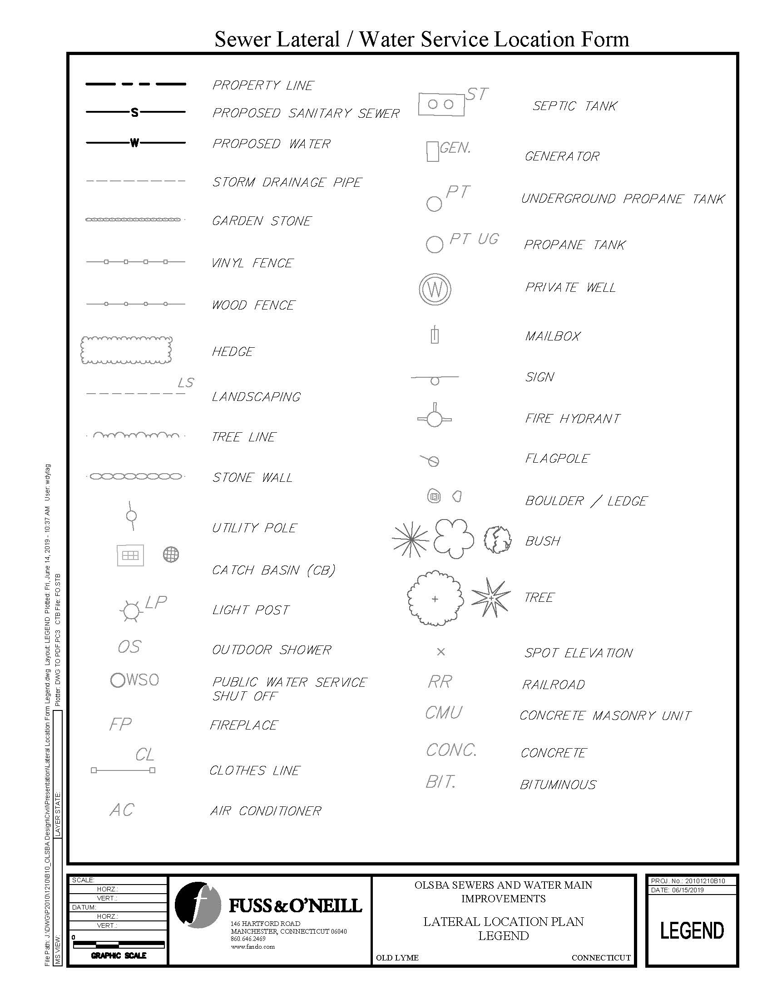 Sewer Lateral / Water Service Location Form
PROPERTY LINE
S PROPOSED SANITARY SEWER
W PROPOSED WATER
STORM DRAINAGE PIPE
GARDEN STONE
VINYL FENCE
WOOD FENCE
HEDGE
LS
LANDSCAPING
TREE LINE
STONE WALL
UTILITY POLE
CATCH BASIN (CB)
LP
LIGHT POST
OS OUTDOOR SHOWER
WSO PUBLIC WATER SERVICE
SHUT OFF
FP FIREPLACE
CL
CLOTHES LINE
AC AIR CONDITIONER
ST
SEPTIC TANK
GEN.
GENERATOR
PT
UNDERGROUND PROPANE TANK
PT UG PROPANE TANK
W PRIVATE WELL
MAILBOX
SIGN
FIRE HYDRANT
FLAGPOLE
BOULDER / LEDGE
BUSH
TREE
SPOT ELEVATION
RR RAILROAD
CMU CONCRETE MASONRY UNIT
CONC. CONCRETE
BIT. BITUMINOUS
File Path: J:\DWG\P2010\1210\B10_OLSBA Design\Civil\Presentation\Lateral Location Form Legend.dwg Layout: LEGEND Plotted: Fri, June 14, 2019 - 10:37 AM User: wdylag
MS VIEW: LAYER STATE: Plotter: DWG TO PDF.PC3 CTB File: FO.STB
SCALE:
HORZ.:
VERT.:
DATUM:
HORZ.:
VERT.:
0
GRAPHIC SCALE
f
FUSS&O'NEILL
146 HARTFORD ROAD
MANCHESTER, CONNECTICUT 06040
860.646.2469
www.fando.com
OLSBA SEWERS AND WATER MAIN
IMPROVEMENTS
LATERAL LOCATION PLAN
LEGEND
OLD LYME CONNECTICUT
PROJ. No.: 20101210B10
DATE: 06/15/2019
LEGEND